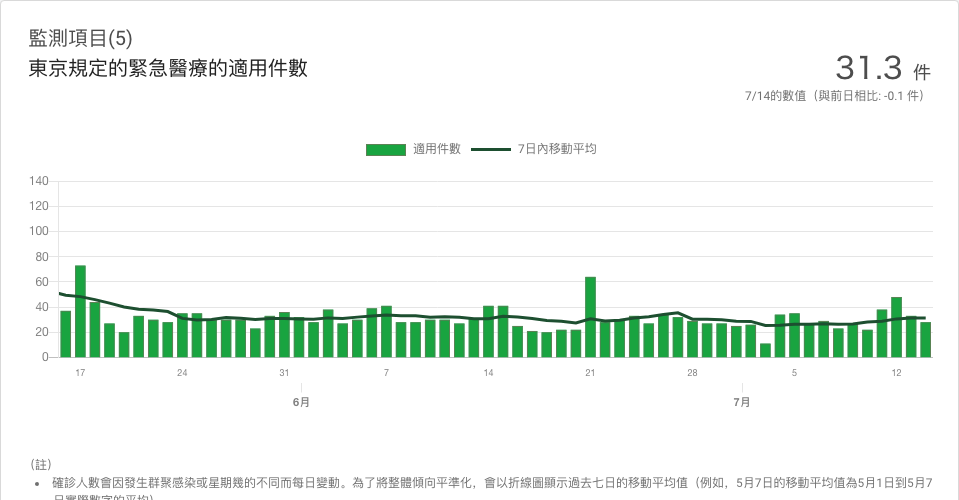 監測項目(5)
東京規定的緊急醫療的適用件數
31.3 件
7/14的數值（與前日相比: -0.1 件）
適用件數 7日內移動平均
140
120
100
80
60
40
20
0
17 24 31 7 14 21 28 5 12
6月 7月
（註）
• 確診人數會因發生群聚感染或星期幾的不同而每日變動。為了將整體傾向平準化，會以折線圖顯示過去七日的移動平均值（例如，5月7日的移動平均值為5月1日到5月7
日實際數字的平均）